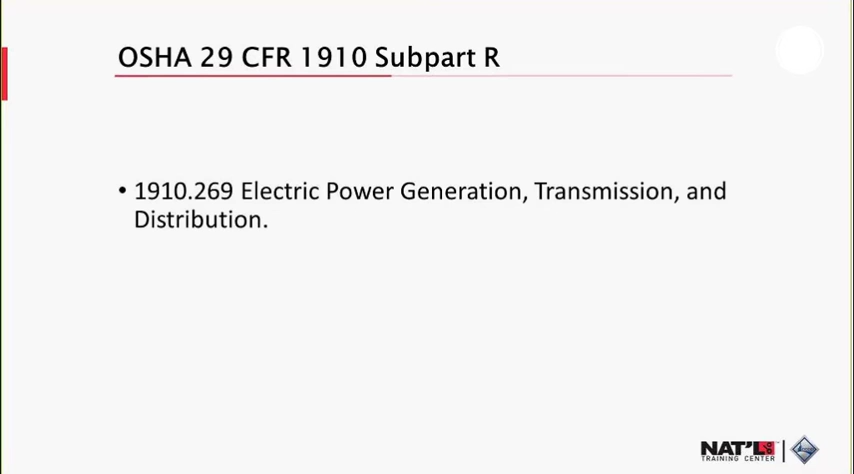 OSHA 29 CFR 1910 Subpart R
• 1910.269 Electric Power Generation, Transmission, and
Distribution.
NAT'L
TRAINING CENTER